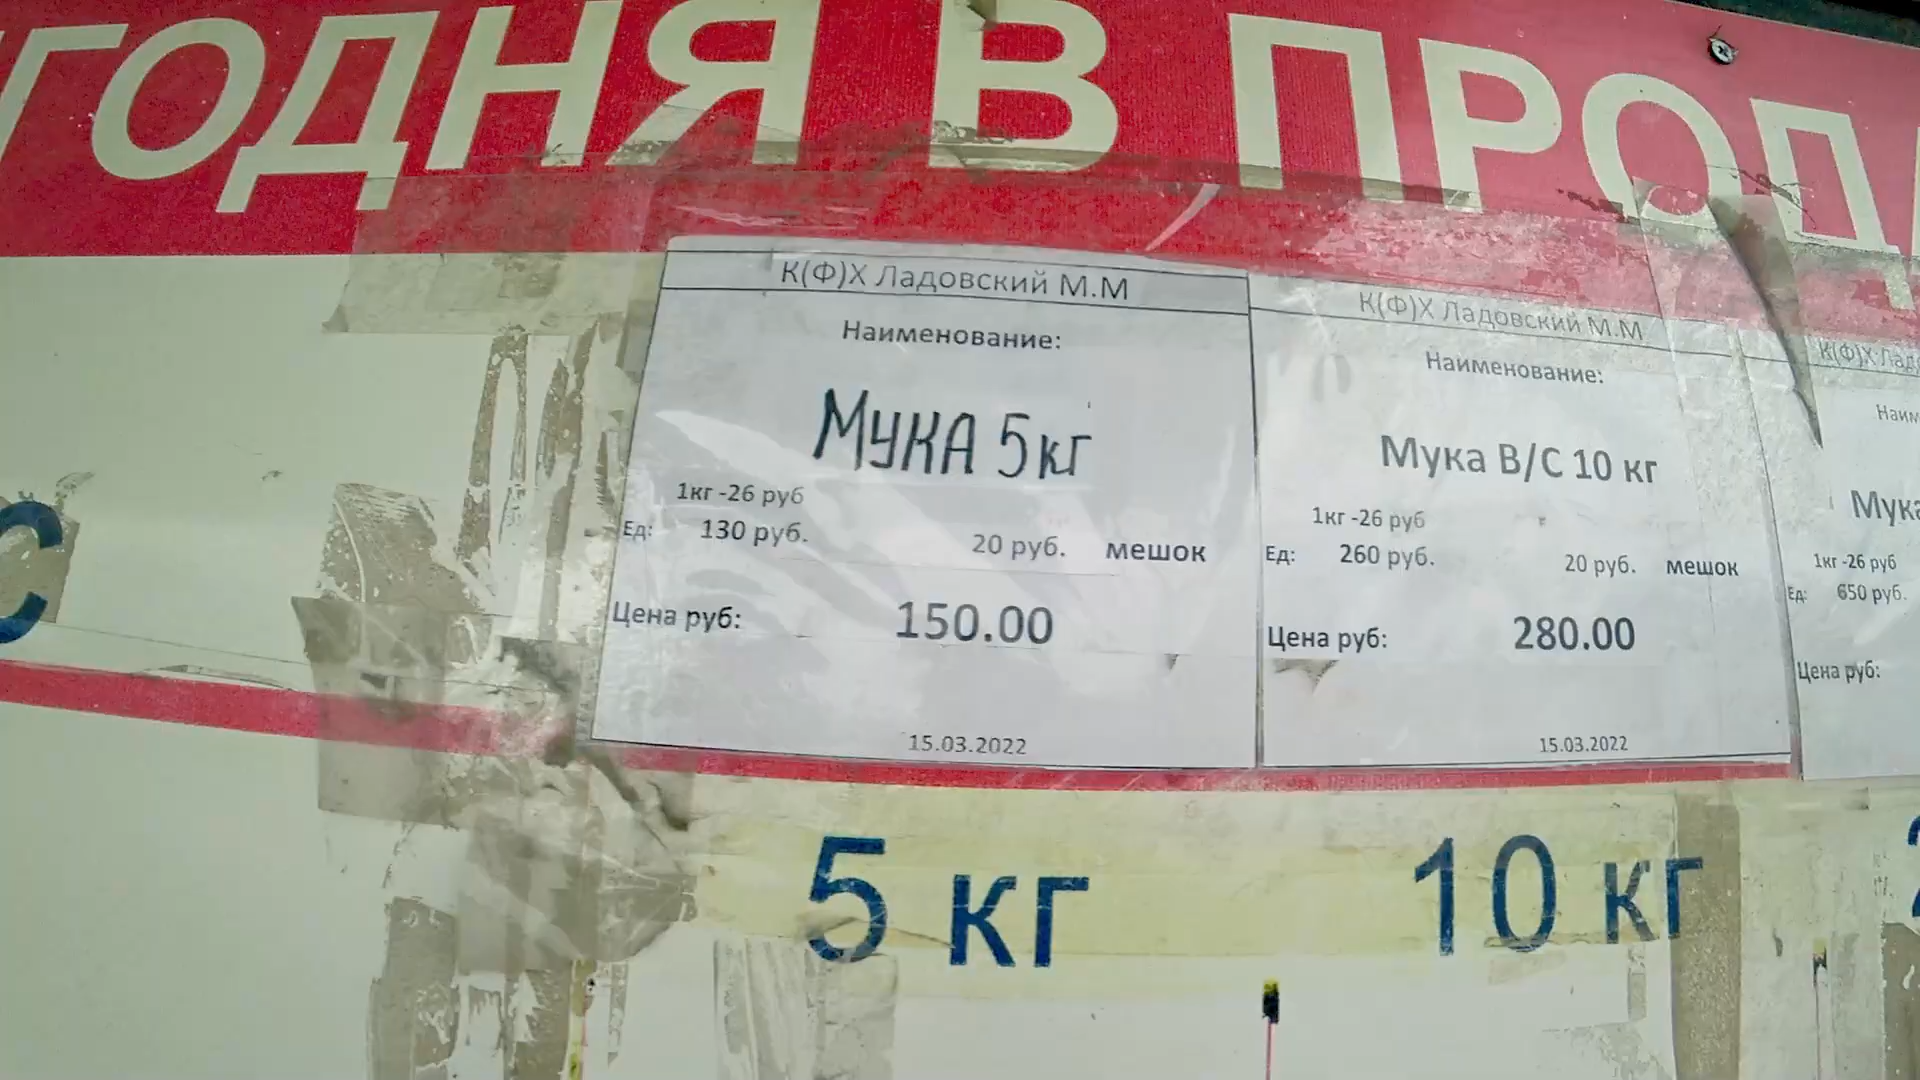 ГОДНЯ В ПРОД
К(Ф)Х Ладовский М.М
Наименование:
МУКА 5кг
1кг -26 руб
Ед: 130 руб. 20 руб. мешок
Цена руб: 150.00
15.03.2022
К(Ф)Х Ладовский М.М
Наименование:
Мука В/С 10 кг
1кг -26 руб
Ед: 260 руб. 20 руб. мешок
Цена руб: 280.00
15.03.2022
К(Ф)Х Лад
Наим
Мука
1кг -26 руб
Ед: 650 руб.
Цена руб:
с
5 кг
10 кг